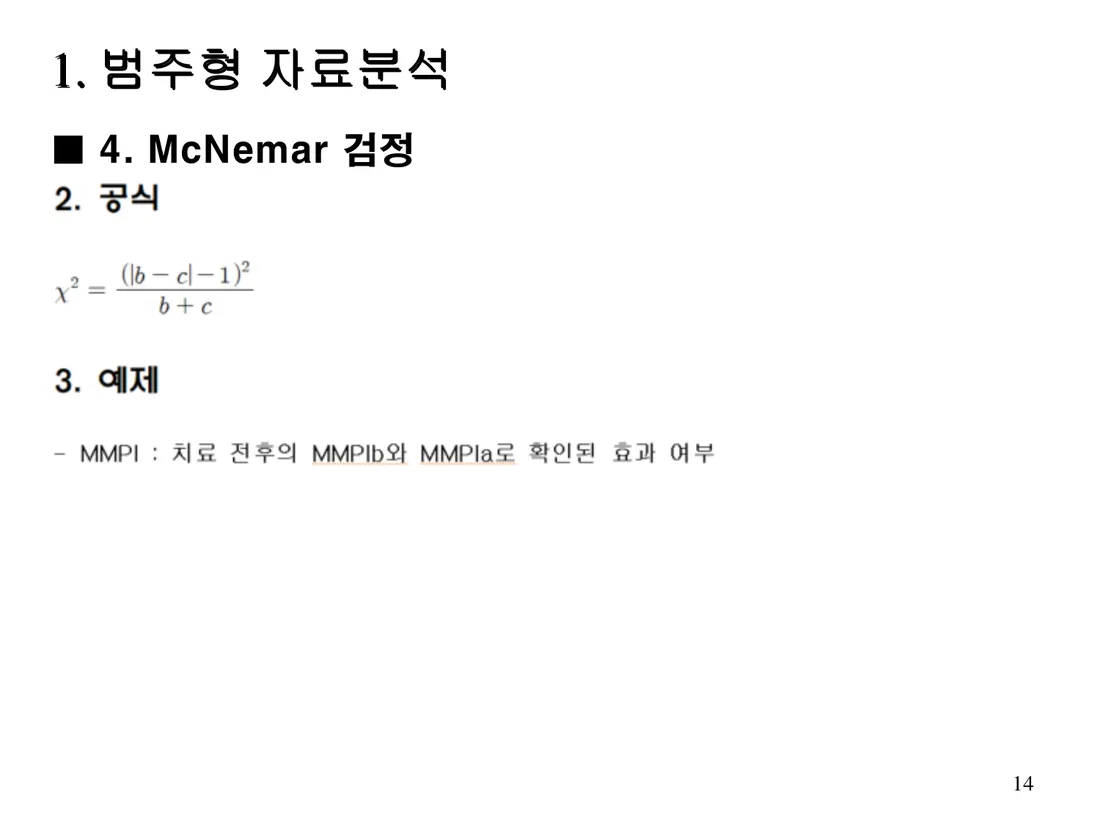 1. 범주형 자료분석
■ 4. McNemar 검정
2. 공식
χ² = (|b − c|−1)² / b + c
3. 예제
- MMPI : 치료 전후의 MMPIb와 MMPIa로 확인된 효과 여부
14